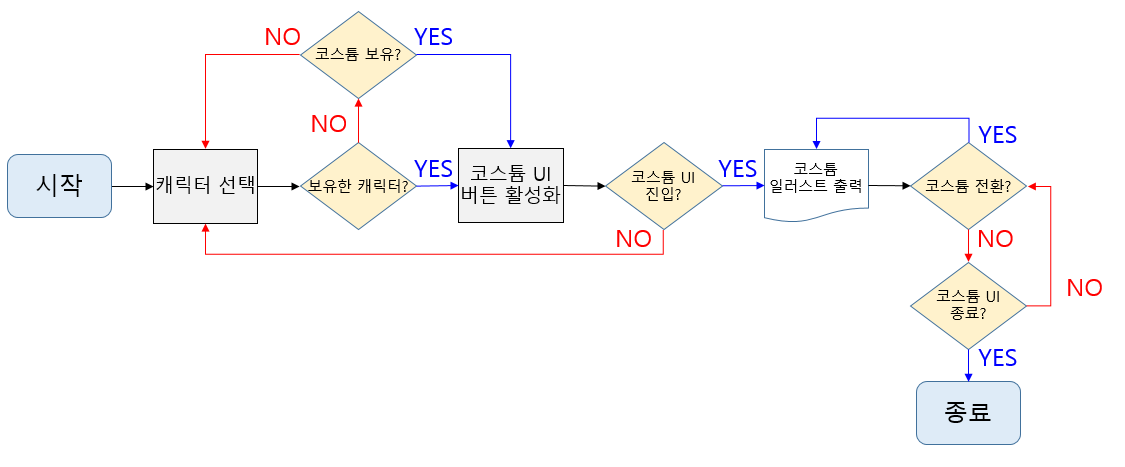 NO
YES
코스튬 보유?
NO
시작
캐릭터 선택
보유한 캐릭터?
YES
코스튬 UI
버튼 활성화
코스튬 UI
진입?
YES
NO
코스튬
일러스트 출력
YES
코스튬 전환?
NO
코스튬 UI
종료?
NO
YES
종료